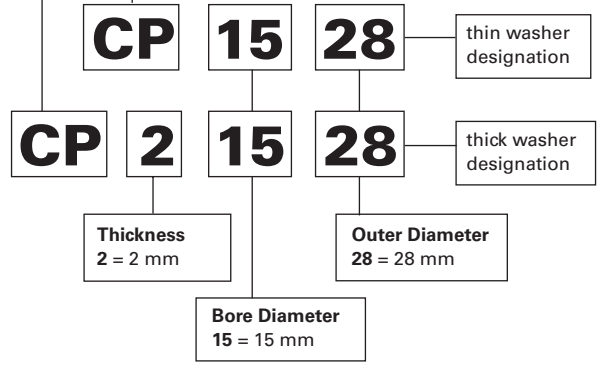 CP 15 28 thin washer
designation
CP 2 15 28 thick washer
designation
Thickness
2 = 2 mm
Outer Diameter
28 = 28 mm
Bore Diameter
15 = 15 mm